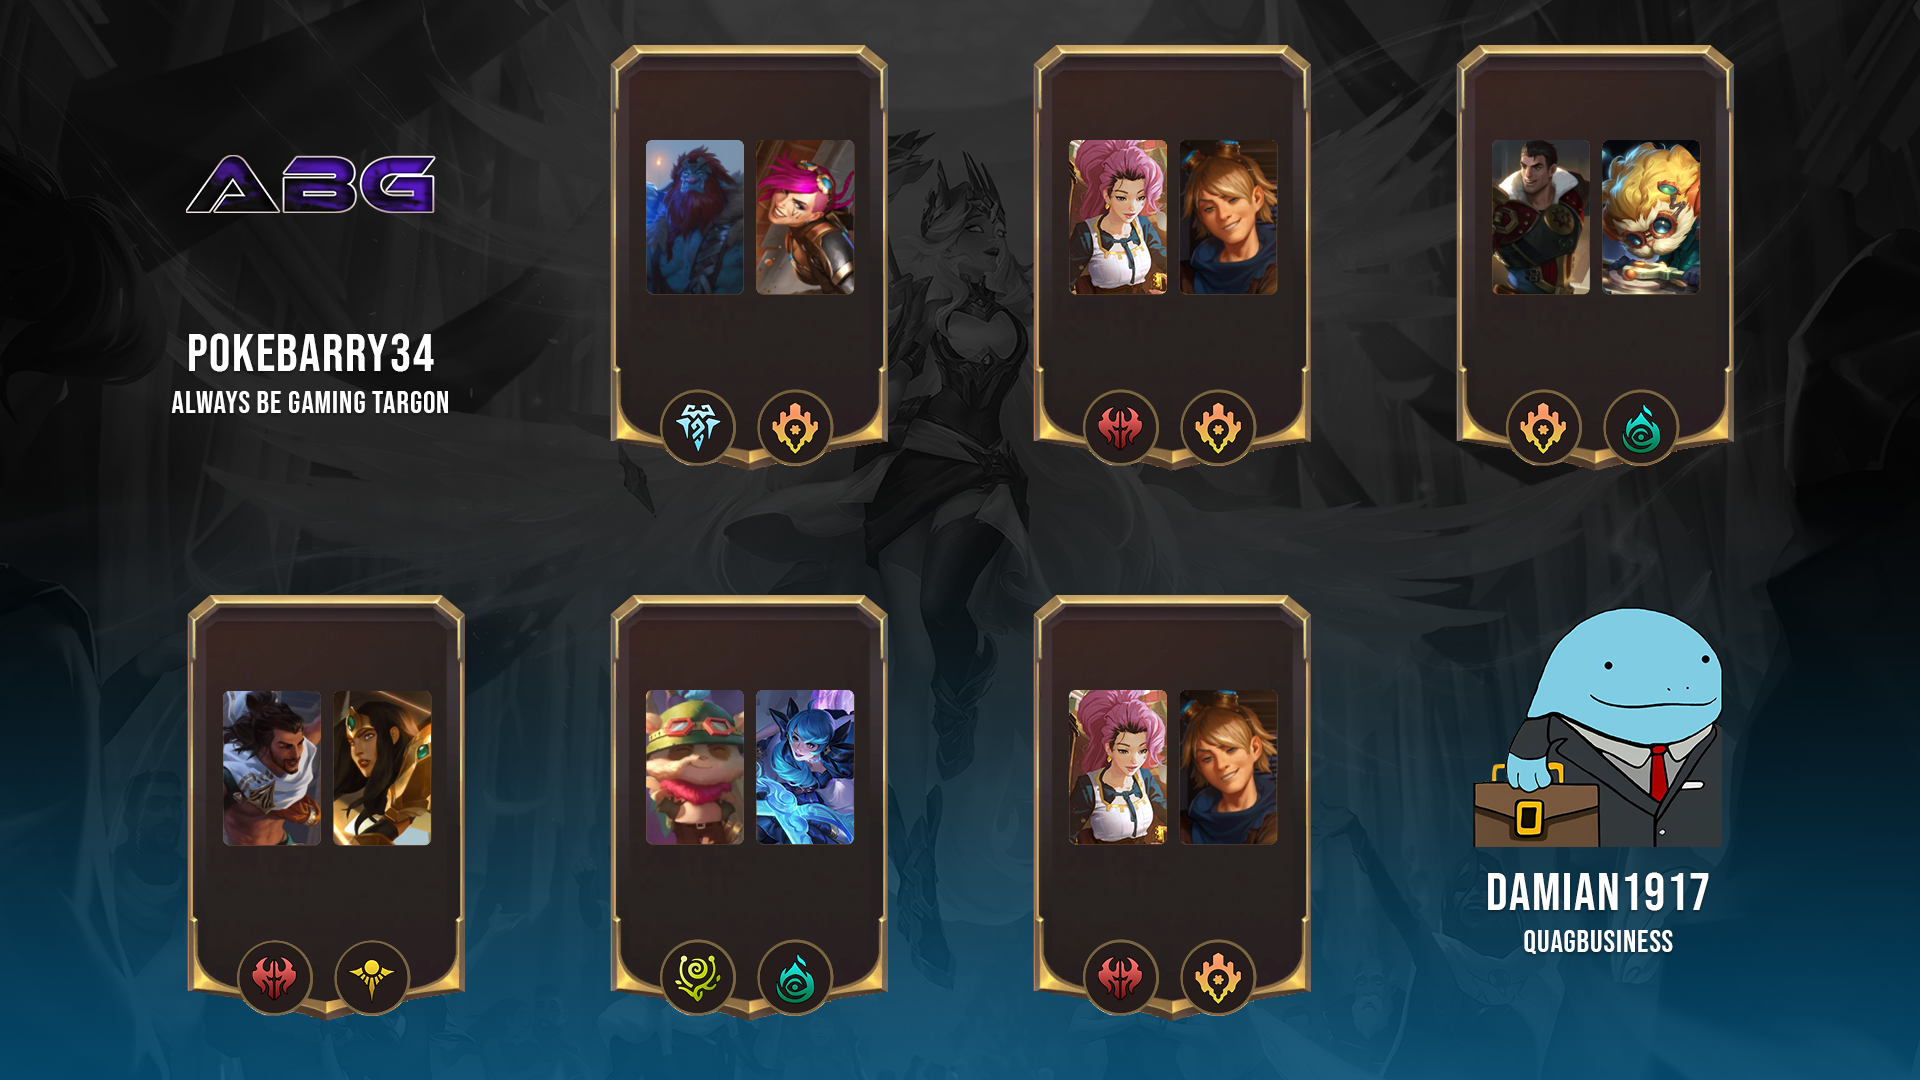 ABG
POKEBARRY34
ALWAYS BE GAMING TARGON
DAMIAN1917
QUAGBUSINESS